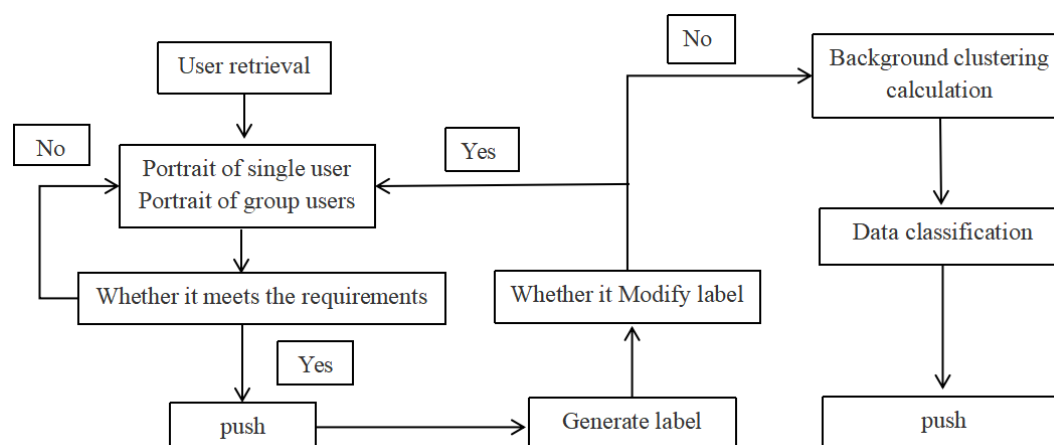 User retrieval
No
Portrait of single user
Portrait of group users
Whether it meets the requirements
Yes
push
Generate label
Whether it Modify label
Yes
No
Background clustering
calculation
Data classification
push